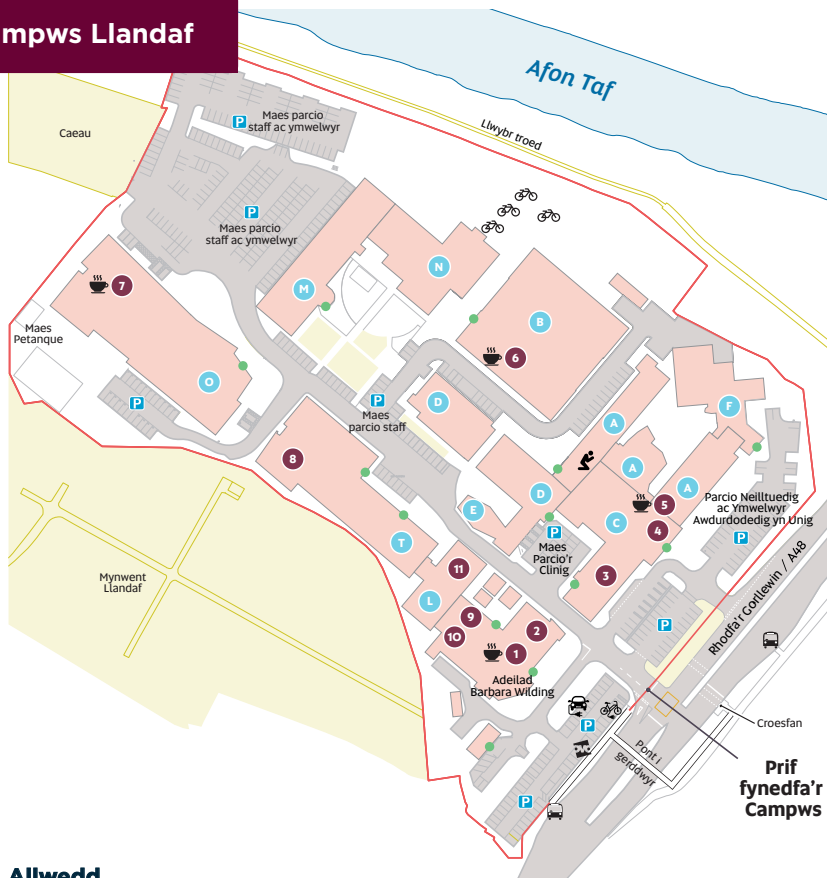 mpws Llandaf
Afon Taf
Llwybr troed
Caeau
P
Maes parcio
staff ac ymwelwyr
P
Maes parcio
staff ac ymwelwyr
N
M
7
B
6
Maes
Petanque
O
P
P
Maes
parcio staff
D
A
F
8
A
A
D
E
5
C
4
Parcio Neilltuedig
ac Ymwelwyr
Awdurdodedig yn Unig
P
T
P
Maes
Parcio'r
Clinig
11
3
Mynwent
Llandaf
L
9
10
2
1
P
Rhodfa'r Gorllewin / A48
Adeilad
Barbara Wilding
P
Croesfan
Pont i
gerddwyr
Prif
fynedfa'r
Campws
P
Allwedd